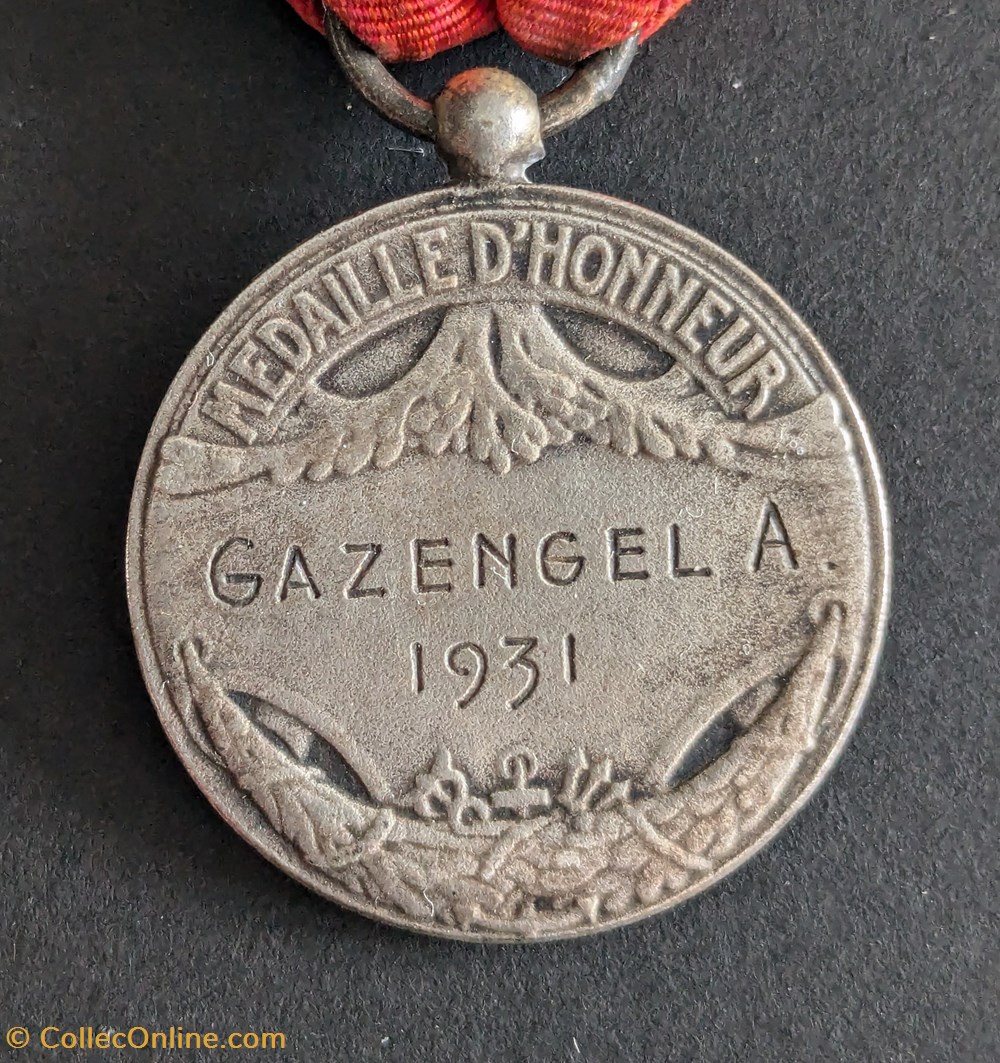 MEDAILLE D'HONNEUR
GAZENGEL A.
1931
© CollecOnline.com